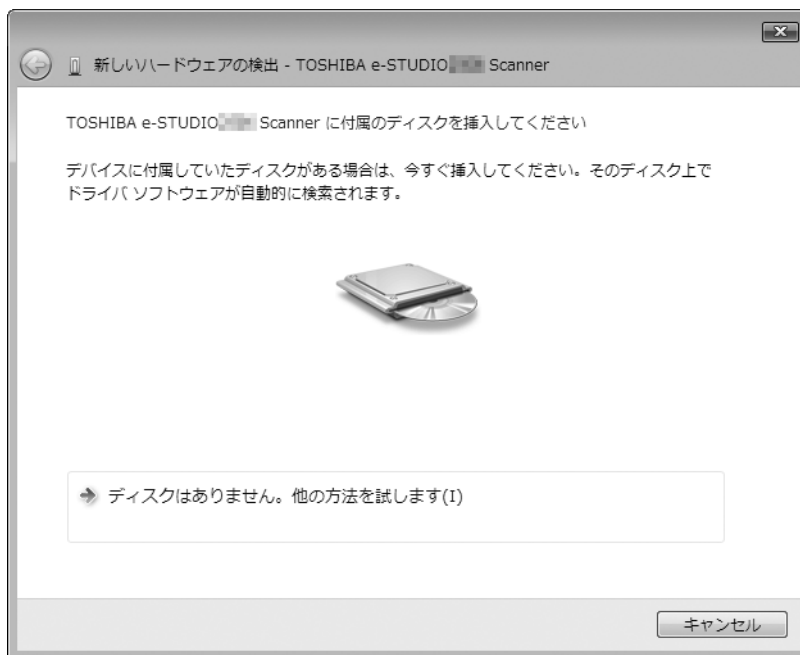 新しいハードウェアの検出 - TOSHIBA e-STUDIO Scanner
TOSHIBA e-STUDIO Scanner に付属のディスクを挿入してください
デバイスに付属していたディスクがある場合は、今すぐ挿入してください。そのディスク上で
ドライバ ソフトウェアが自動的に検索されます。
ディスクはありません。他の方法を試します(I)
キャンセル